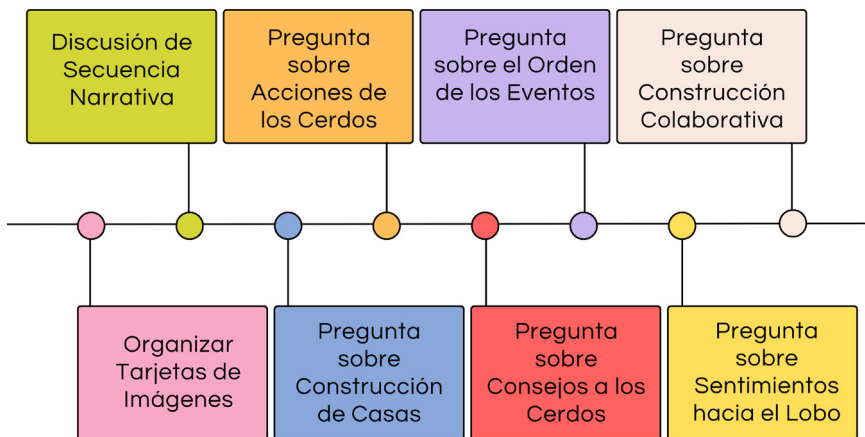 Discusión de
Secuencia
Narrativa
Pregunta
sobre
Acciones de
los Cerdos
Pregunta
sobre el Orden
de los Eventos
Pregunta
sobre
Construcción
Colaborativa
Organizar
Tarjetas de
Imágenes
Pregunta
sobre
Construcción
de Casas
Pregunta
sobre
Consejos a los
Cerdos
Pregunta
sobre
Sentimientos
hacia el Lobo